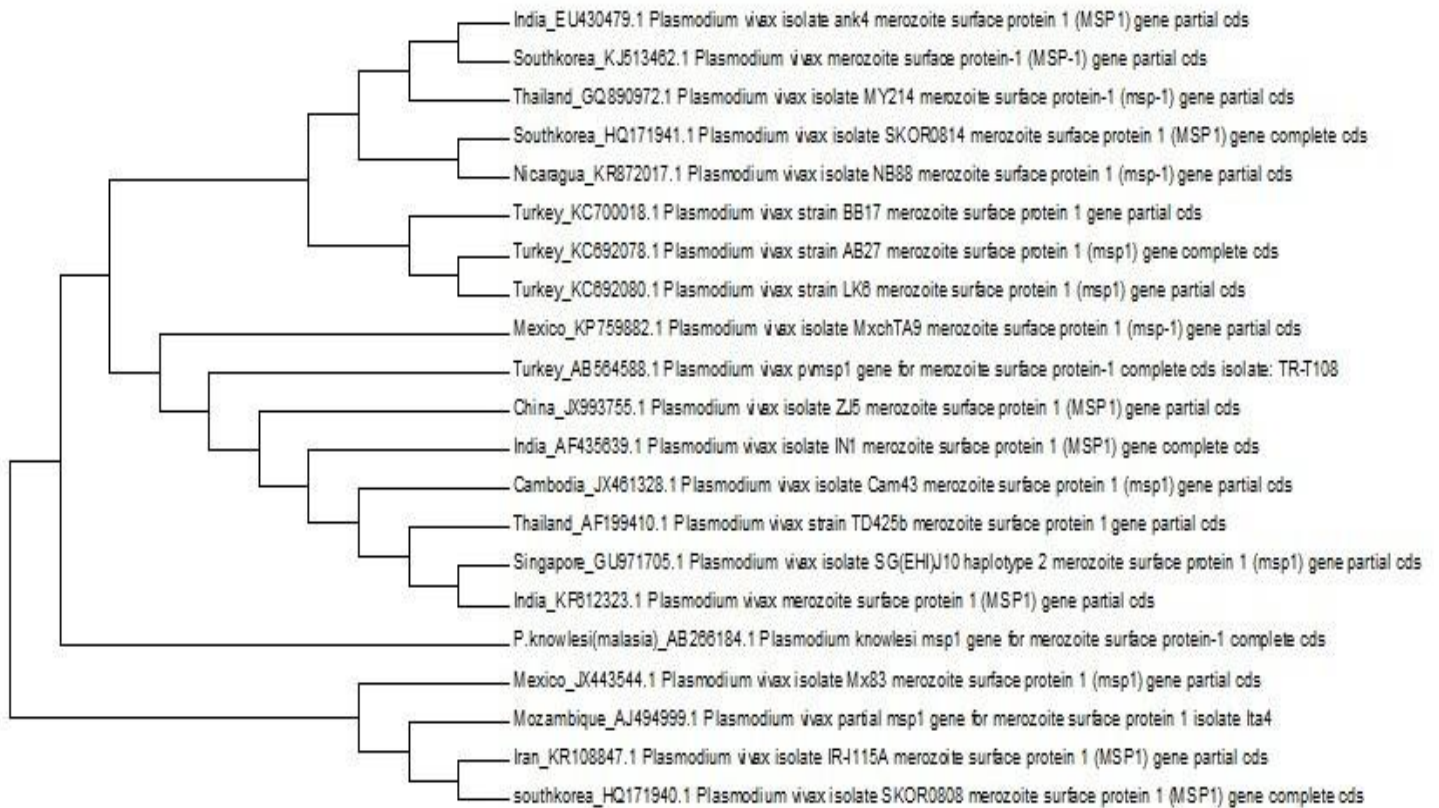 India_EU430479.1 Plasmodium vivax isolate ank4 merozoite surface protein 1 (MSP1) gene partial cds
Southkorea_KJ513462.1 Plasmodium vivax merozoite surface protein-1 (MSP-1) gene partial cds
Thailand_GQ890972.1 Plasmodium vivax isolate MY214 merozoite surface protein-1 (msp-1) gene partial cds
Southkorea_HQ171941.1 Plasmodium vivax isolate SKOR0814 merozoite surface protein 1 (MSP1) gene complete cds
Nicaragua_KR872017.1 Plasmodium vivax isolate NB88 merozoite surface protein 1 (msp-1) gene partial cds
Turkey_KC700018.1 Plasmodium vivax strain BB17 merozoite surface protein 1 gene partial cds
Turkey_KC692078.1 Plasmodium vivax strain AB27 merozoite surface protein 1 (msp1) gene complete cds
Turkey_KC692080.1 Plasmodium vivax strain LK6 merozoite surface protein 1 (msp1) gene partial cds
Mexico_KP759882.1 Plasmodium vivax isolate MxchTA9 merozoite surface protein 1 (msp-1) gene partial cds
Turkey_AB564588.1 Plasmodium vivax pvmsp1 gene for merozoite surface protein-1 complete cds isolate: TR-T108
China_JX993755.1 Plasmodium vivax isolate ZJ5 merozoite surface protein 1 (MSP1) gene partial cds
India_AF435639.1 Plasmodium vivax isolate IN1 merozoite surface protein 1 (MSP1) gene complete cds
Cambodia_JX461328.1 Plasmodium vivax isolate Cam43 merozoite surface protein 1 (msp1) gene partial cds
Thailand_AF199410.1 Plasmodium vivax strain TD425b merozoite surface protein 1 gene partial cds
Singapore_GU971705.1 Plasmodium vivax isolate SG(EHI)J10 haplotype 2 merozoite surface protein 1 (msp1) gene partial cds
India_KF612323.1 Plasmodium vivax merozoite surface protein 1 (MSP1) gene partial cds
P.knowlesi(malasia)_AB266184.1 Plasmodium knowlesi msp1 gene for merozoite surface protein-1 complete cds
Mexico_JX443544.1 Plasmodium vivax isolate Mx83 merozoite surface protein 1 (msp1) gene partial cds
Mozambique_AJ494999.1 Plasmodium vivax partial msp1 gene for merozoite surface protein 1 isolate Ita4
Iran_KR108847.1 Plasmodium vivax isolate IR-I115A merozoite surface protein 1 (MSP1) gene partial cds
southkorea_HQ171940.1 Plasmodium vivax isolate SKOR0808 merozoite surface protein 1 (MSP1) gene complete cds